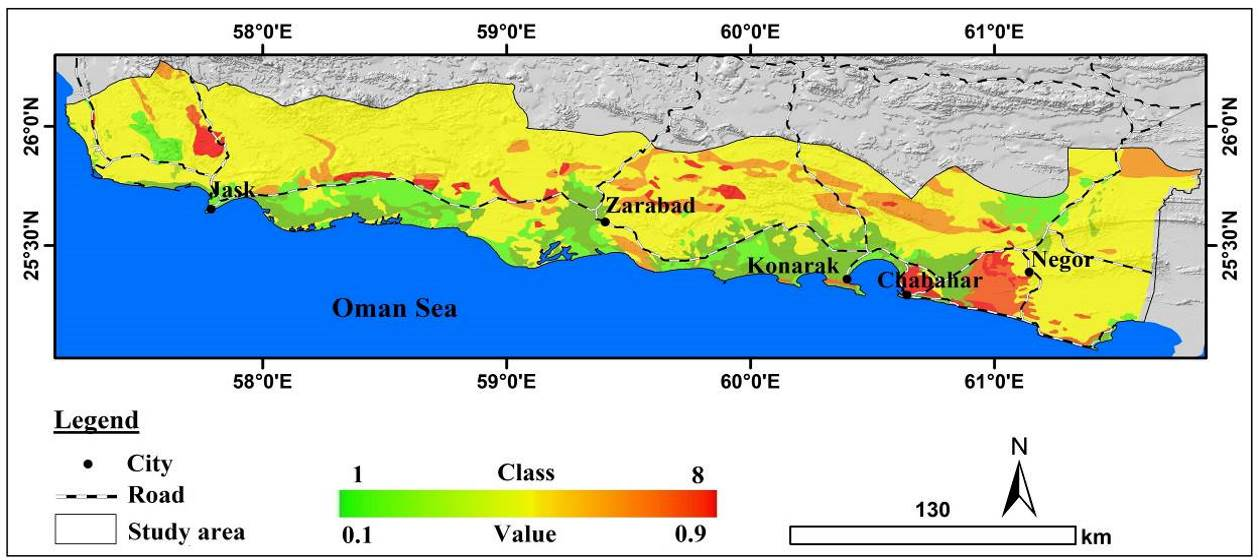 58°0'E 59°0'E 60°0'E 61°0'E
26°0'N 26°0'N
Jask
Zarabad
25°30'N 25°30'N
Negor
Konarak
Chabahar
Oman Sea
58°0'E 59°0'E 60°0'E 61°0'E
Legend
City
Road
Study area
1 Class 8
0.1 Value 0.9
N
130
km